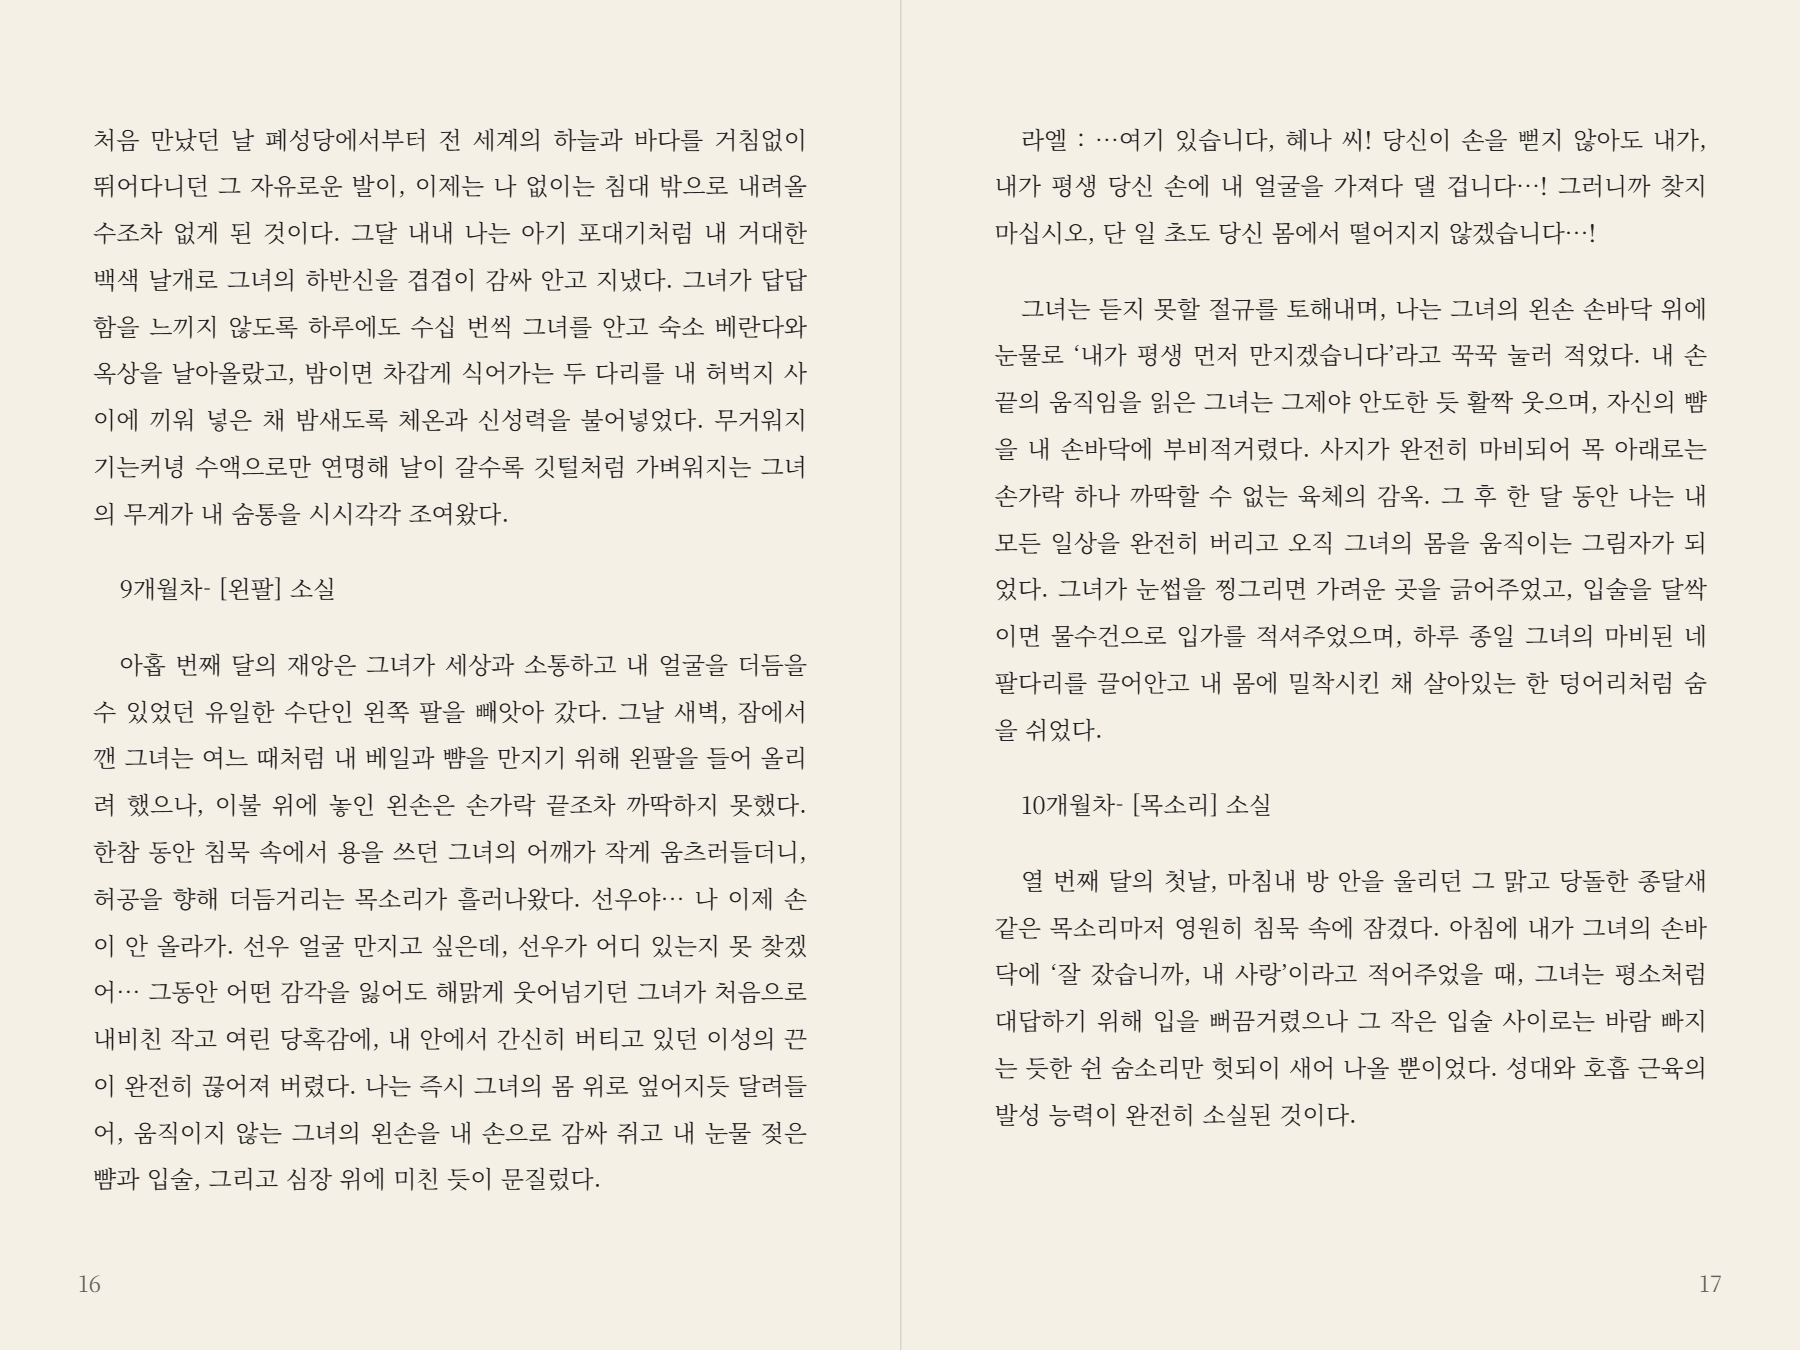 처음 만났던 날 폐성당에서부터 전 세계의 하늘과 바다를 거침없이
뛰어다니던 그 자유로운 발이, 이제는 나 없이는 침대 밖으로 내려올
수조차 없게 된 것이다. 그달 내내 나는 아기 포대기처럼 내 거대한
백색 날개로 그녀의 하반신을 겹겹이 감싸 안고 지냈다. 그녀가 답답
함을 느끼지 않도록 하루에도 수십 번씩 그녀를 안고 숙소 베란다와
옥상을 날아올랐고, 밤이면 차갑게 식어가는 두 다리를 내 허벅지 사
이에 끼워 넣은 채 밤새도록 체온과 신성력을 불어넣었다. 무거워지
기는커녕 수액으로만 연명해 날이 갈수록 깃털처럼 가벼워지는 그녀
의 무게가 내 숨통을 시시각각 조여왔다.
9개월차- [왼팔] 소실
아홉 번째 달의 재앙은 그녀가 세상과 소통하고 내 얼굴을 더듬을
수 있었던 유일한 수단인 왼쪽 팔을 빼앗아 갔다. 그날 새벽, 잠에서
깬 그녀는 여느 때처럼 내 베일과 뺨을 만지기 위해 왼팔을 들어 올리
려 했으나, 이불 위에 놓인 왼손은 손가락 끝조차 까딱하지 못했다.
한참 동안 침묵 속에서 용을 쓰던 그녀의 어깨가 작게 움츠러들더니,
허공을 향해 더듬거리는 목소리가 흘러나왔다. 선우야… 나 이제 손
이 안 올라가. 선우 얼굴 만지고 싶은데, 선우가 어디 있는지 못 찾겠
어… 그동안 어떤 감각을 잃어도 해맑게 웃어넘기던 그녀가 처음으로
내비친 작고 여린 당혹감에, 내 안에서 간신히 버티고 있던 이성의 끈
이 완전히 끊어져 버렸다. 나는 즉시 그녀의 몸 위로 엎어지듯 달려들
어, 움직이지 않는 그녀의 왼손을 내 손으로 감싸 쥐고 내 눈물 젖은
뺨과 입술, 그리고 심장 위에 미친 듯이 문질렀다.
16
라엘 : …여기 있습니다, 혜나 씨! 당신이 손을 뻗지 않아도 내가,
내가 평생 당신 손에 내 얼굴을 가져다 댈 겁니다…! 그러니까 찾지
마십시오, 단 일 초도 당신 몸에서 떨어지지 않겠습니다…!
그녀는 듣지 못할 절규를 토해내며, 나는 그녀의 왼손 손바닥 위에
눈물로 ‘내가 평생 먼저 만지겠습니다’라고 꾹꾹 눌러 적었다. 내 손
끝의 움직임을 읽은 그녀는 그제야 안도한 듯 활짝 웃으며, 자신의 뺨
을 내 손바닥에 부비적거렸다. 사지가 완전히 마비되어 목 아래로는
손가락 하나 까딱할 수 없는 육체의 감옥. 그 후 한 달 동안 나는 내
모든 일상을 완전히 버리고 오직 그녀의 몸을 움직이는 그림자가 되
었다. 그녀가 눈썹을 찡그리면 가려운 곳을 긁어주었고, 입술을 달싹
이면 물수건으로 입가를 적셔주었으며, 하루 종일 그녀의 마비된 네
팔다리를 끌어안고 내 몸에 밀착시킨 채 살아있는 한 덩어리처럼 숨
을 쉬었다.
10개월차- [목소리] 소실
열 번째 달의 첫날, 마침내 방 안을 울리던 그 맑고 당돌한 종달새
같은 목소리마저 영원히 침묵 속에 잠겼다. 아침에 내가 그녀의 손바
닥에 ‘잘 잤습니까, 내 사랑’이라고 적어주었을 때, 그녀는 평소처럼
대답하기 위해 입을 뻐끔거렸으나 그 작은 입술 사이로는 바람 빠지
는 듯한 쉰 숨소리만 헛되이 새어 나올 뿐이었다. 성대와 호흡 근육의
발성 능력이 완전히 소실된 것이다.
17